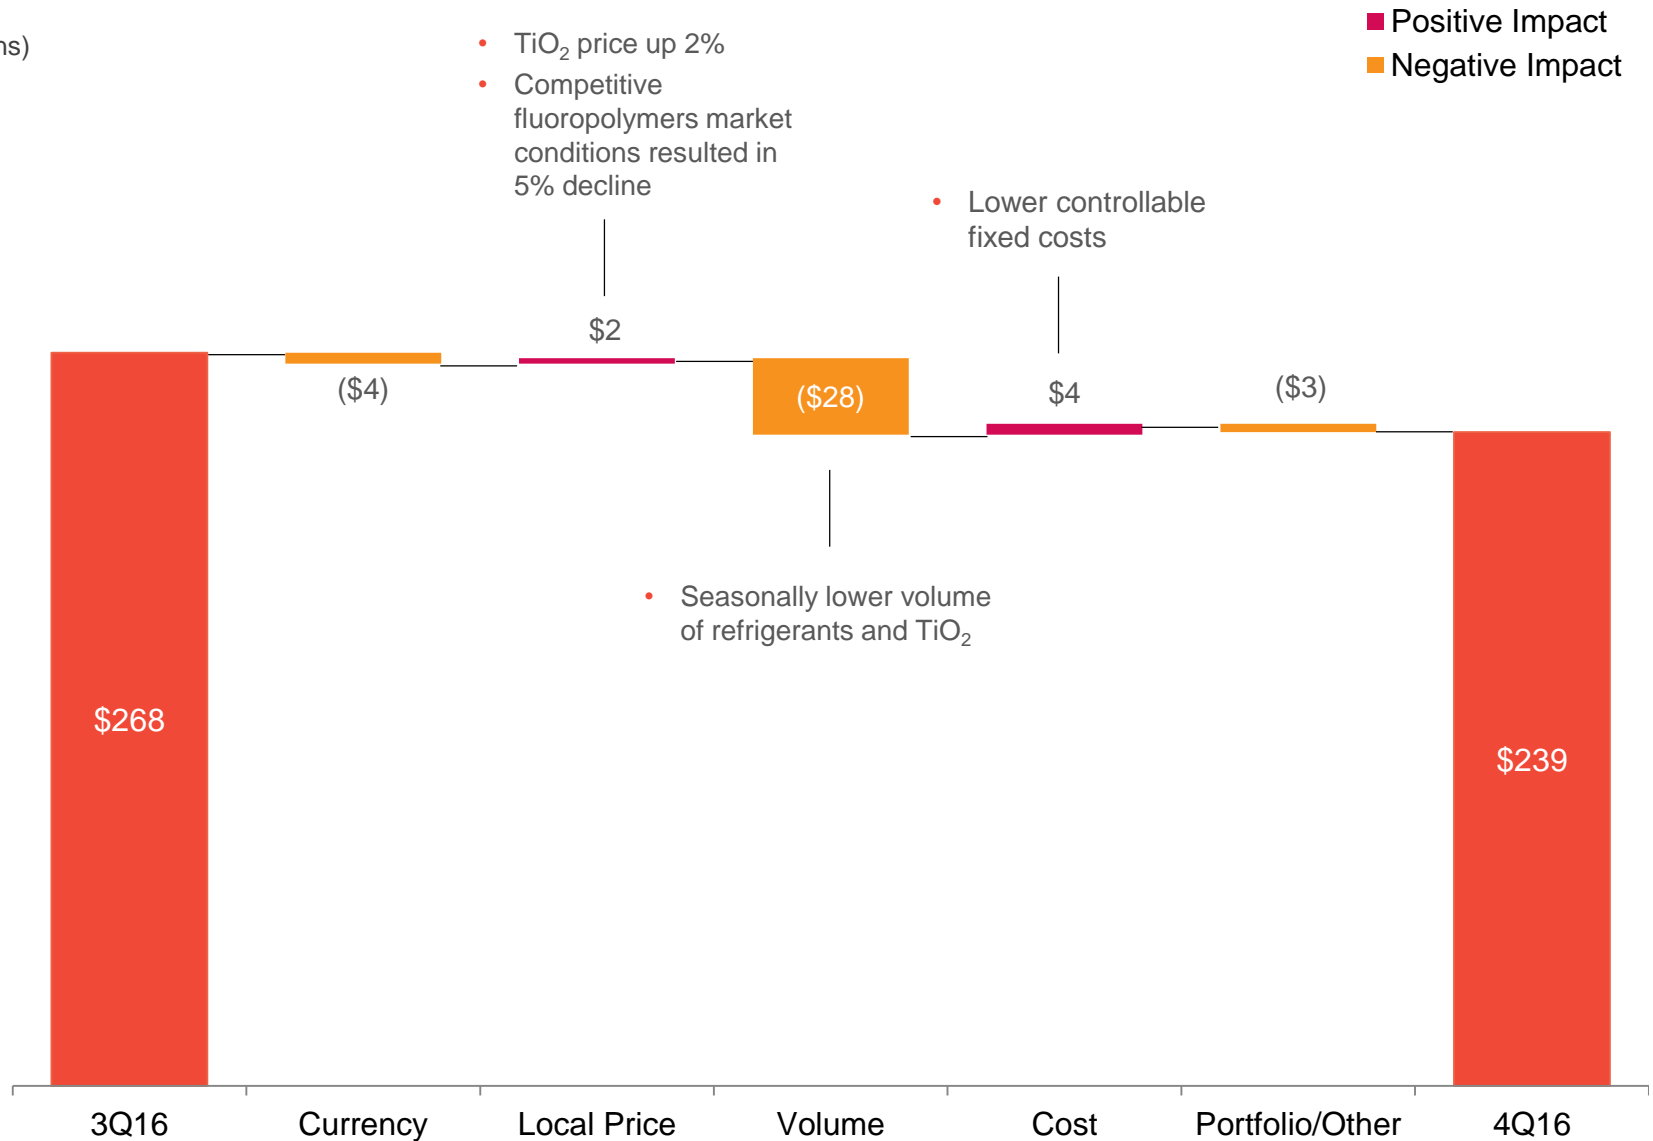 • TiO₂ price up 2%
• Competitive
fluoropolymers market
conditions resulted in
5% decline
Positive Impact
Negative Impact
• Lower controllable
fixed costs
$2
($4)
($28)
$4
($3)
• Seasonally lower volume
of refrigerants and TiO₂
$268
$239
3Q16 Currency Local Price Volume Cost Portfolio/Other 4Q16